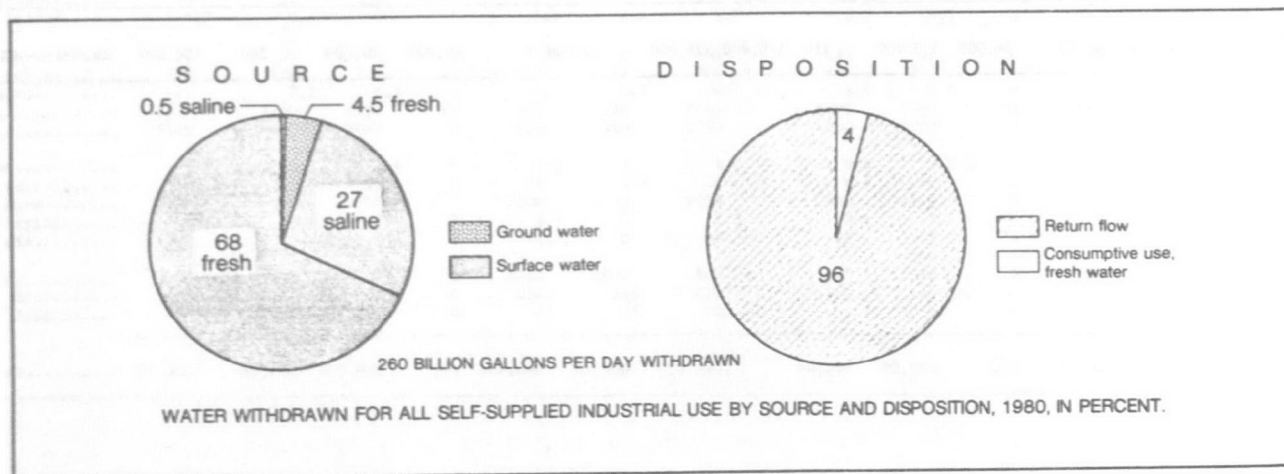 SOURCE
0.5 saline
4.5 fresh
27
saline
68
fresh
Ground water
Surface water
DISPOSITION
4
96
Return flow
Consumptive use,
fresh water
260 BILLION GALLONS PER DAY WITHDRAWN
WATER WITHDRAWN FOR ALL SELF-SUPPLIED INDUSTRIAL USE BY SOURCE AND DISPOSITION, 1980, IN PERCENT.